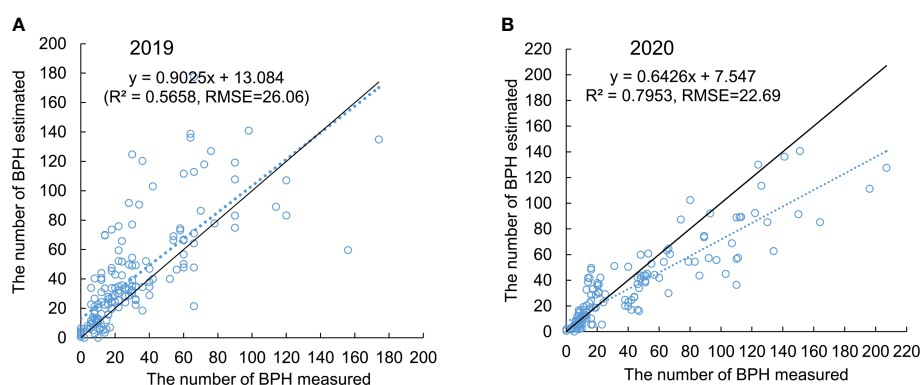 A
2019
y = 0.9025x + 13.084
(R² = 0.5658, RMSE=26.06)
The number of BPH estimated
200
180
160
140
120
100
80
60
40
20
0
0 20 40 60 80 100 120 140 160 180 200
The number of BPH measured
B
2020
y = 0.6426x + 7.547
R² = 0.7953, RMSE=22.69
The number of BPH estimated
220
200
180
160
140
120
100
80
60
40
20
0
0 20 40 60 80 100 120 140 160 180 200 220
The number of BPH measured